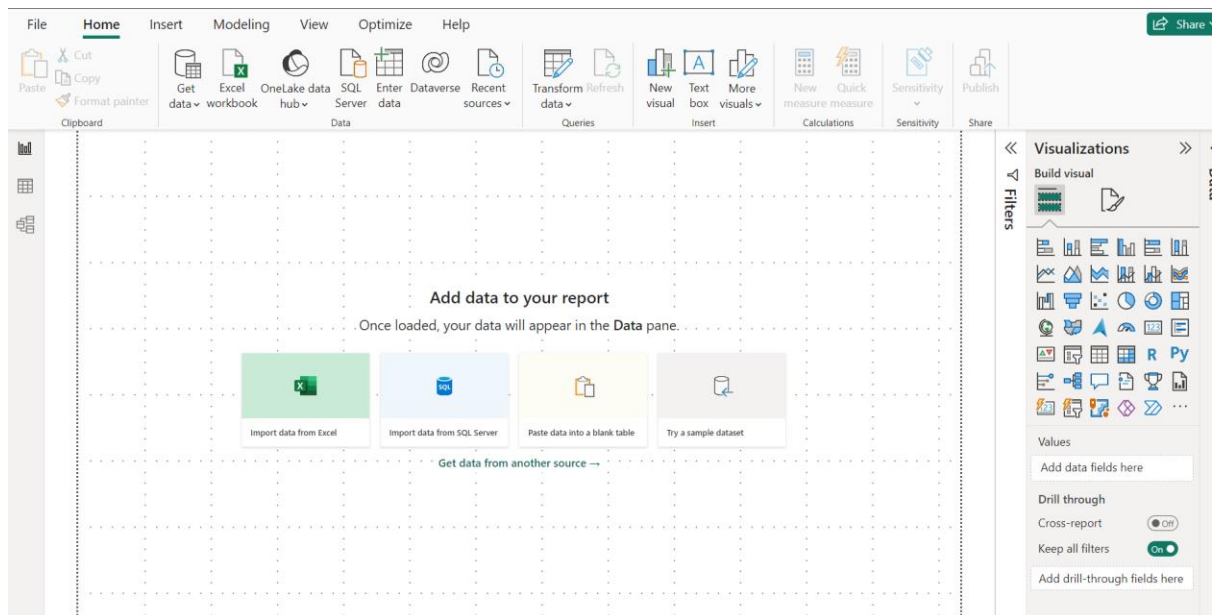 File Home Insert Modeling View Optimize Help
Share
Paste
Cut
Copy
Format painter
Clipboard
Get data
Excel workbook
OneLake data hub
SQL Server
Enter data
Dataverse
Recent sources
Data
Transform data
Refresh
Queries
New visual
Text box
More visuals
Insert
New measure
Quick measure
Calculations
Sensitivity
Sensitivity
Publish
Share
Add data to your report
Once loaded, your data will appear in the Data pane.
Import data from Excel
Import data from SQL Server
Paste data into a blank table
Try a sample dataset
Get data from another source →
Filters
Visualizations
Build visual
123
R Py
123
Values
Add data fields here
Drill through
Cross-report Off
Keep all filters On
Add drill-through fields here